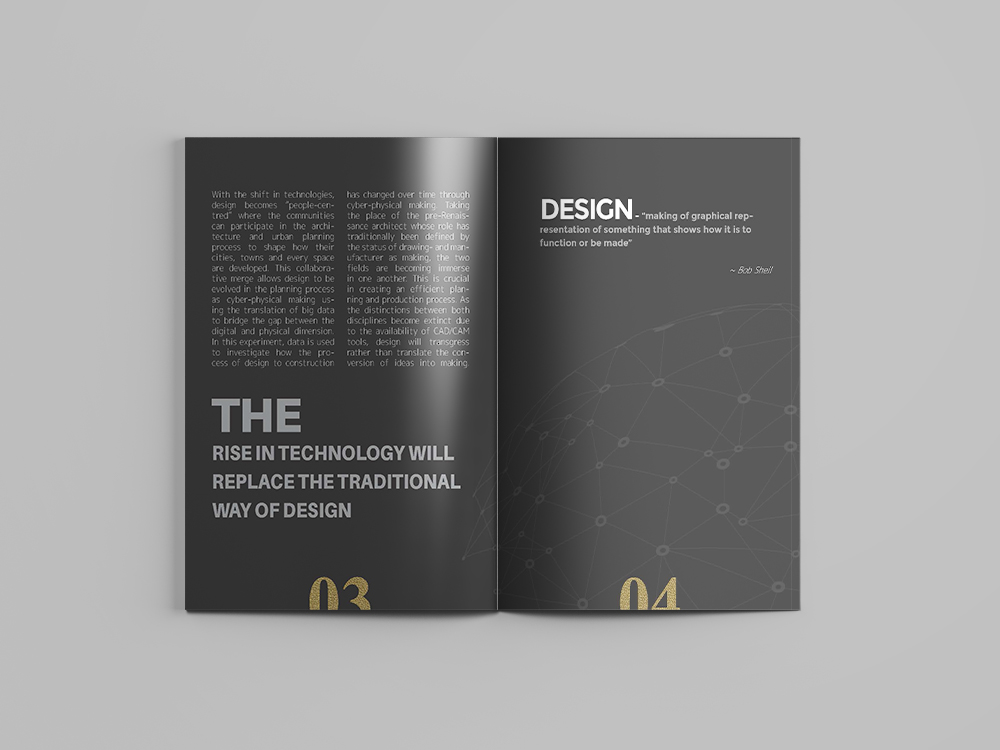 With the shift in technologies,
design becomes "people-cen-
tred" where the communities
can participate in the archi-
tecture and urban planning
process to shape how their
cities, towns and every space
are developed. This collabora-
tive merge allows design to be
evolved in the planning process
as cyber-physical making us-
ing the translation of big data
to bridge the gap between the
digital and physical dimension.
In this experiment, data is used
to investigate how the pro-
cess of design to construction
has changed over time through
cyber-physical making. Taking
the place of the pre-Renais-
sance architect whose role has
traditionally been defined by
the status of drawing- and man-
ufacturer as making, the two
fields are becoming immerse
in one another. This is crucial
in creating an efficient plan-
ning and production process. As
the distinctions between both
disciplines become extinct due
to the availability of CAD/CAM
tools, design will transgress
rather than translate the con-
version of ideas into making.
THE
RISE IN TECHNOLOGY WILL
REPLACE THE TRADITIONAL
WAY OF DESIGN
03
DESIGN - "making of graphical rep-
resentation of something that shows how it is to
function or be made"
~ Bob Sheil
04